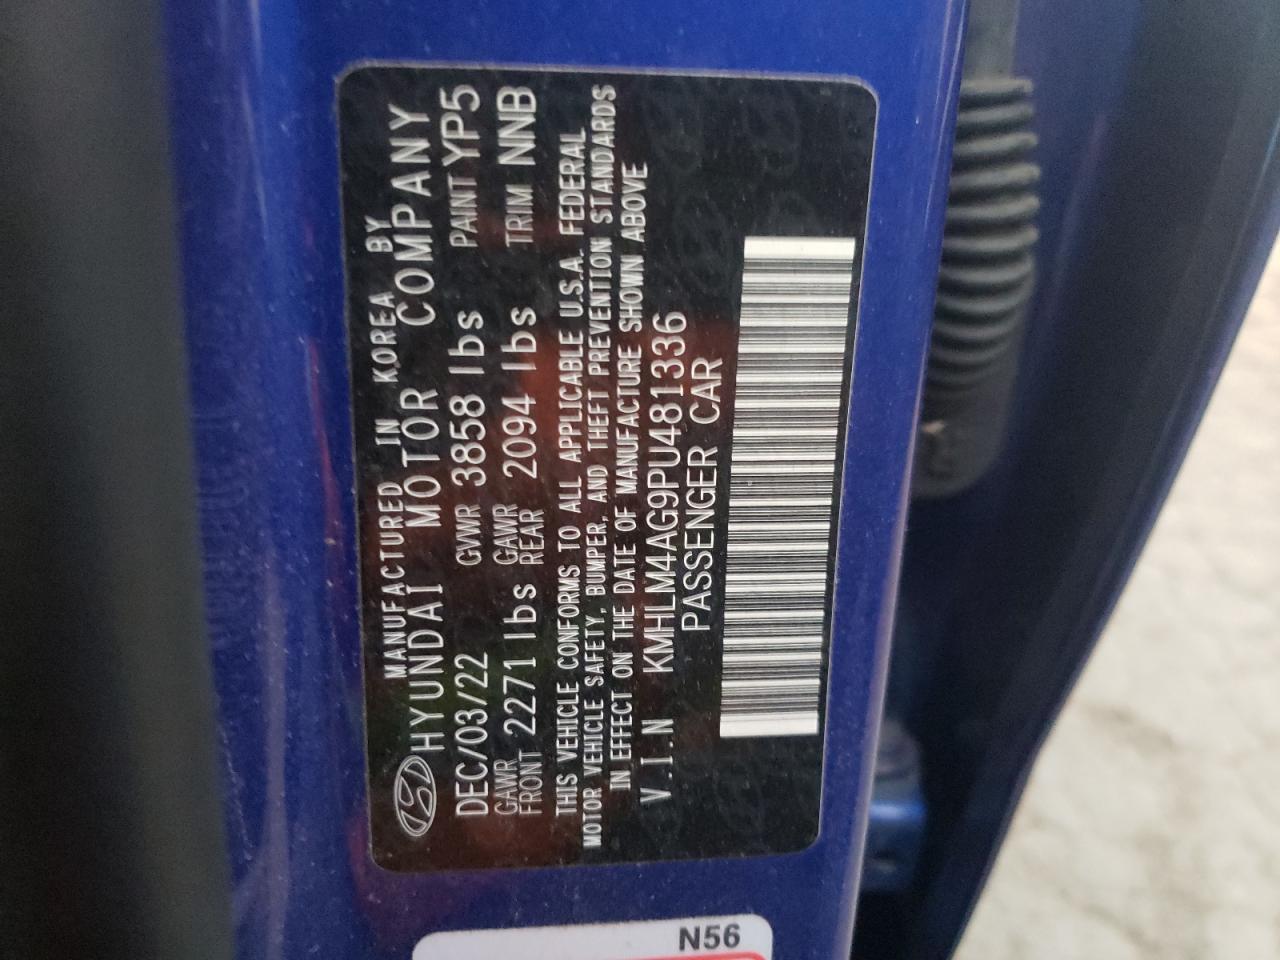 MANUFACTURED IN KOREA BY
HYUNDAI MOTOR COMPANY
DEC/03/22 GVWR 3858 lbs PAINT YP5
GAWR FRONT 2271 lbs GAWR REAR 2094 lbs TRIM NNB
THIS VEHICLE CONFORMS TO ALL APPLICABLE U.S.A. FEDERAL
MOTOR VEHICLE SAFETY, BUMPER, AND THEFT PREVENTION STANDARDS
IN EFFECT ON THE DATE OF MANUFACTURE SHOWN ABOVE
V.I.N KMHLM4AG9PU481336
PASSENGER CAR
N56